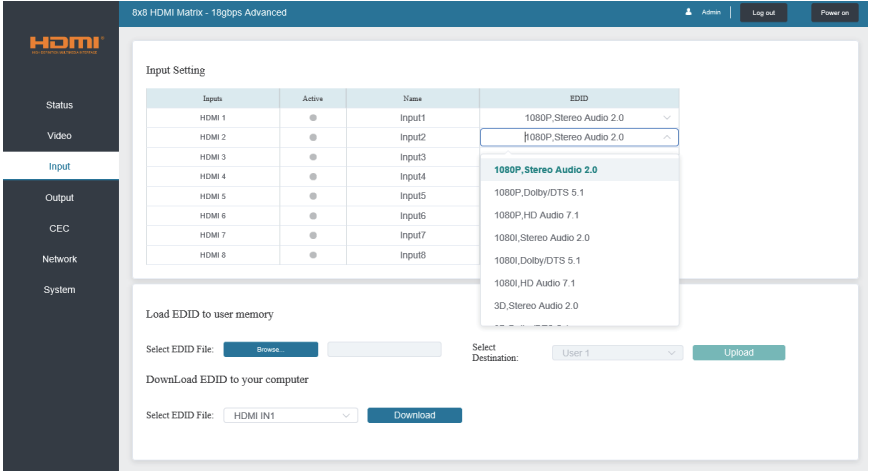 8x8 HDMI Matrix - 18gbps Advanced
Admin
Log out
Power on
HDMI
Status
Video
Input
Output
CEC
Network
System
Input Setting
Inputs Active Name EDID
HDMI 1 Input1 1080P,Stereo Audio 2.0
HDMI 2 Input2 1080P,Stereo Audio 2.0
HDMI 3 Input3
HDMI 4 Input4
HDMI 5 Input5
HDMI 6 Input6
HDMI 7 Input7
HDMI 8 Input8
1080P,Stereo Audio 2.0
1080P,Dolby/DTS 5.1
1080P,HD Audio 7.1
1080I,Stereo Audio 2.0
1080I,Dolby/DTS 5.1
1080I,HD Audio 7.1
3D,Stereo Audio 2.0
Load EDID to user memory
Select EDID File: Browse...
Select
Destination:
User 1
Upload
DownLoad EDID to your computer
Select EDID File: HDMI IN1 Download